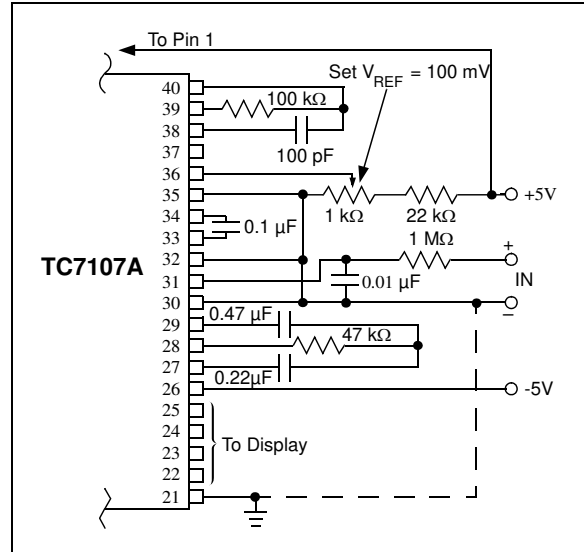 To Pin 1
Set VREF = 100 mV
TC7107A
40
39
100 kΩ
38
100 pF
37
36
35
1 kΩ
22 kΩ
+5V
34
0.1 µF
33
1 MΩ
+
32
31
0.01 µF
IN
30
–
29
0.47 µF
28
47 kΩ
27
0.22µF
26
-5V
25
24
To Display
23
22
21